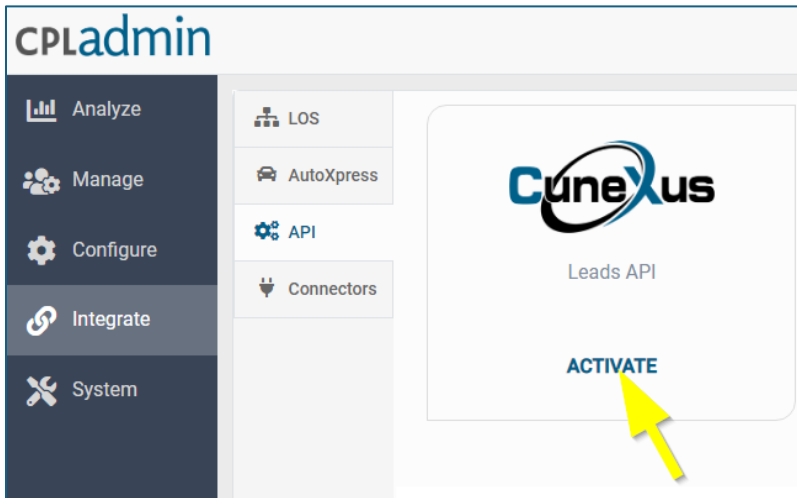 CPLadmin
Analyze
Manage
Configure
Integrate
System
LOS
AutoXpress
API
Connectors
CuneXus
Leads API
ACTIVATE